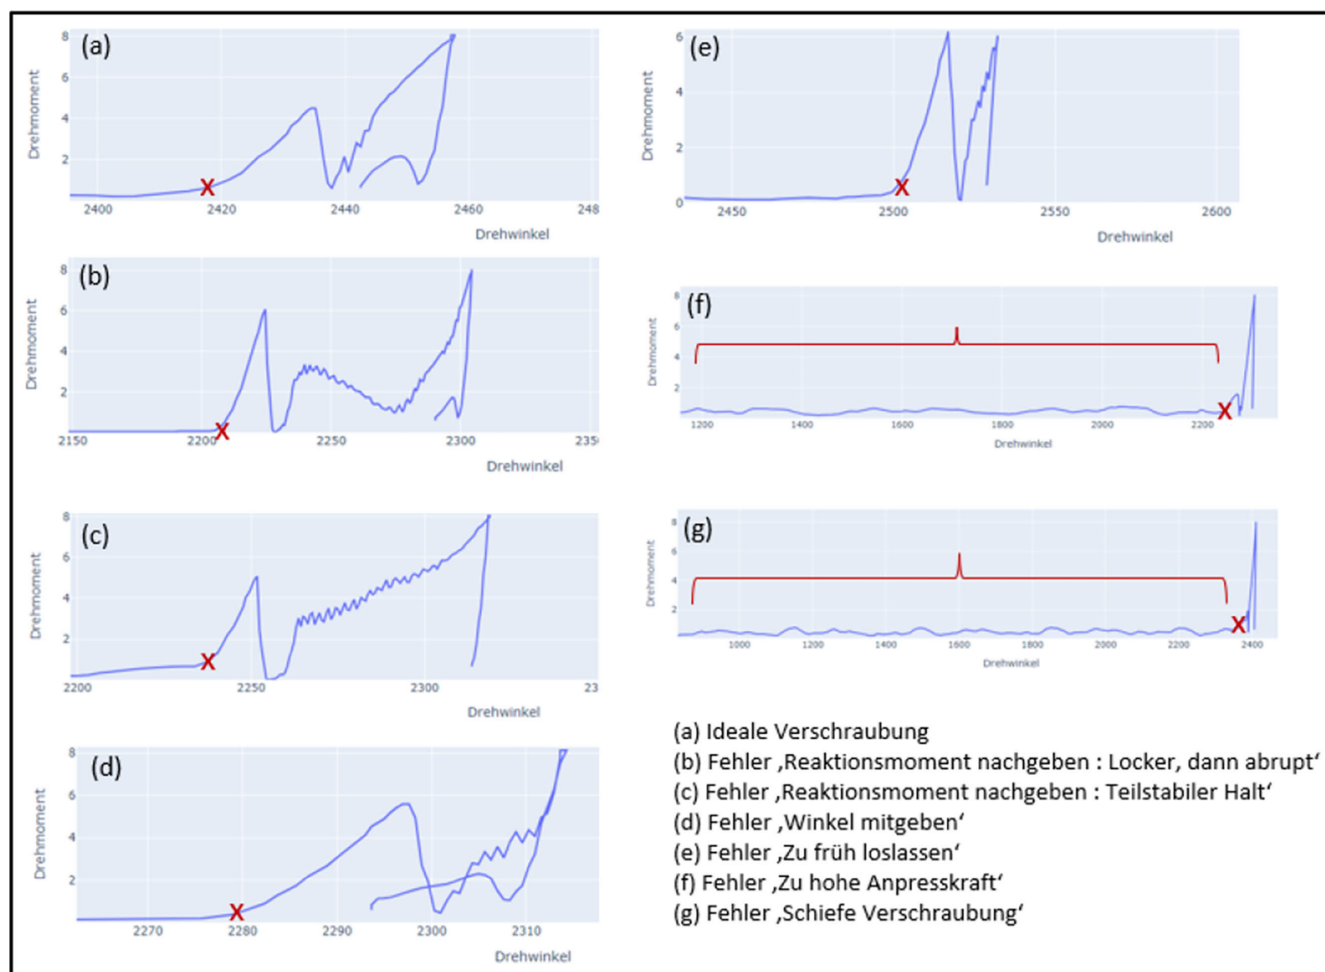 (a)
Drehmoment
8
6
4
2
2400
2420
2440
2460
248
Drehwinkel
(b)
Drehmoment
8
6
4
2
2150
2200
2250
2300
235
Drehwinkel
(c)
Drehmoment
8
6
4
2
2200
2250
2300
23
Drehwinkel
(d)
Drehmoment
8
6
4
2
2270
2280
2290
2300
2310
Drehwinkel
(e)
Drehmoment
6
4
2
0
2450
2500
2550
2600
Drehwinkel
(f)
Drehmoment
8
6
4
2
1200
1400
1600
1800
2000
2200
Drehwinkel
(g)
Drehmoment
8
6
4
2
1000
1200
1400
1600
1800
2000
2200
2400
Drehwinkel
(a) Ideale Verschraubung
(b) Fehler ‚Reaktionsmoment nachgeben : Locker, dann abrupt‘
(c) Fehler ‚Reaktionsmoment nachgeben : Teilstabiler Halt‘
(d) Fehler ‚Winkel mitgeben‘
(e) Fehler ‚Zu früh loslassen‘
(f) Fehler ‚Zu hohe Anpresskraft‘
(g) Fehler ‚Schiefe Verschraubung‘